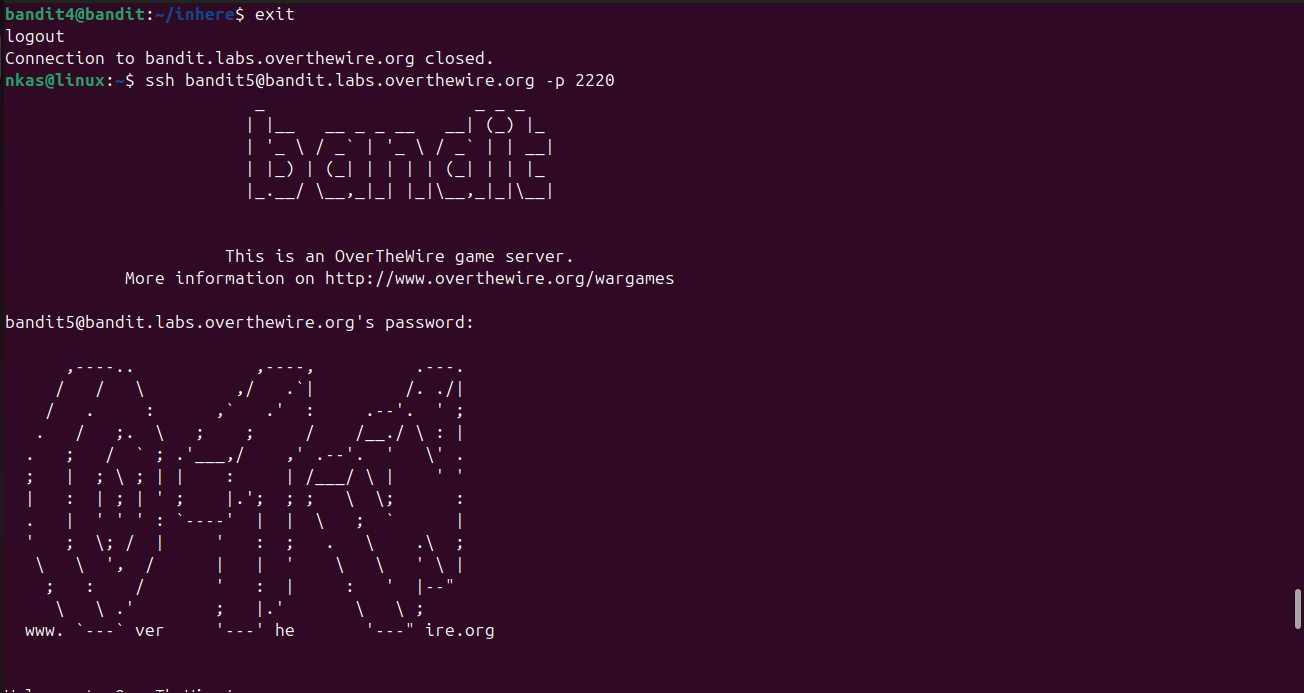 bandit4@bandit:~/inhere$ exit
logout
Connection to bandit.labs.overthewire.org closed.
nkas@linux:~$ ssh bandit5@bandit.labs.overthewire.org -p 2220
bandit
This is an OverTheWire game server.
More information on http://www.overthewire.org/wargames
bandit5@bandit.labs.overthewire.org's password:
www. `---` ver '---' he '---" ire.org